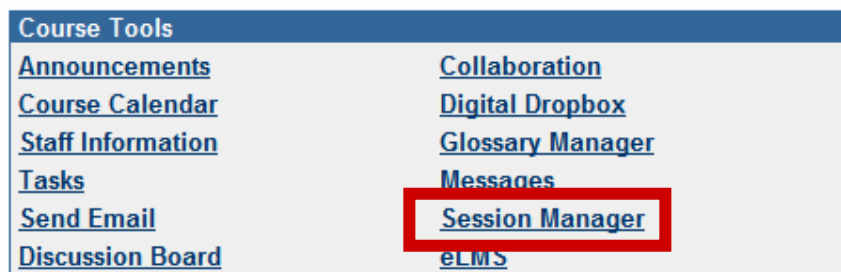 Course Tools
Announcements
Course Calendar
Staff Information
Tasks
Send Email
Discussion Board
Collaboration
Digital Dropbox
Glossary Manager
Messages
Session Manager
eLMS